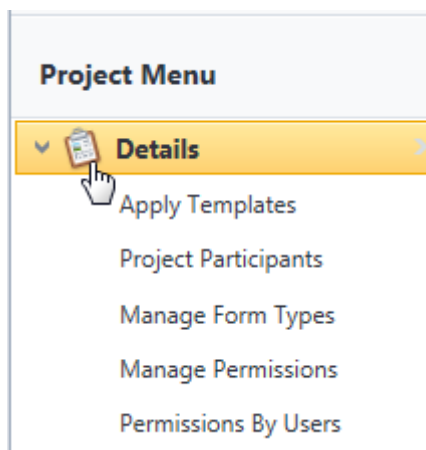 Project Menu
Details
Apply Templates
Project Participants
Manage Form Types
Manage Permissions
Permissions By Users